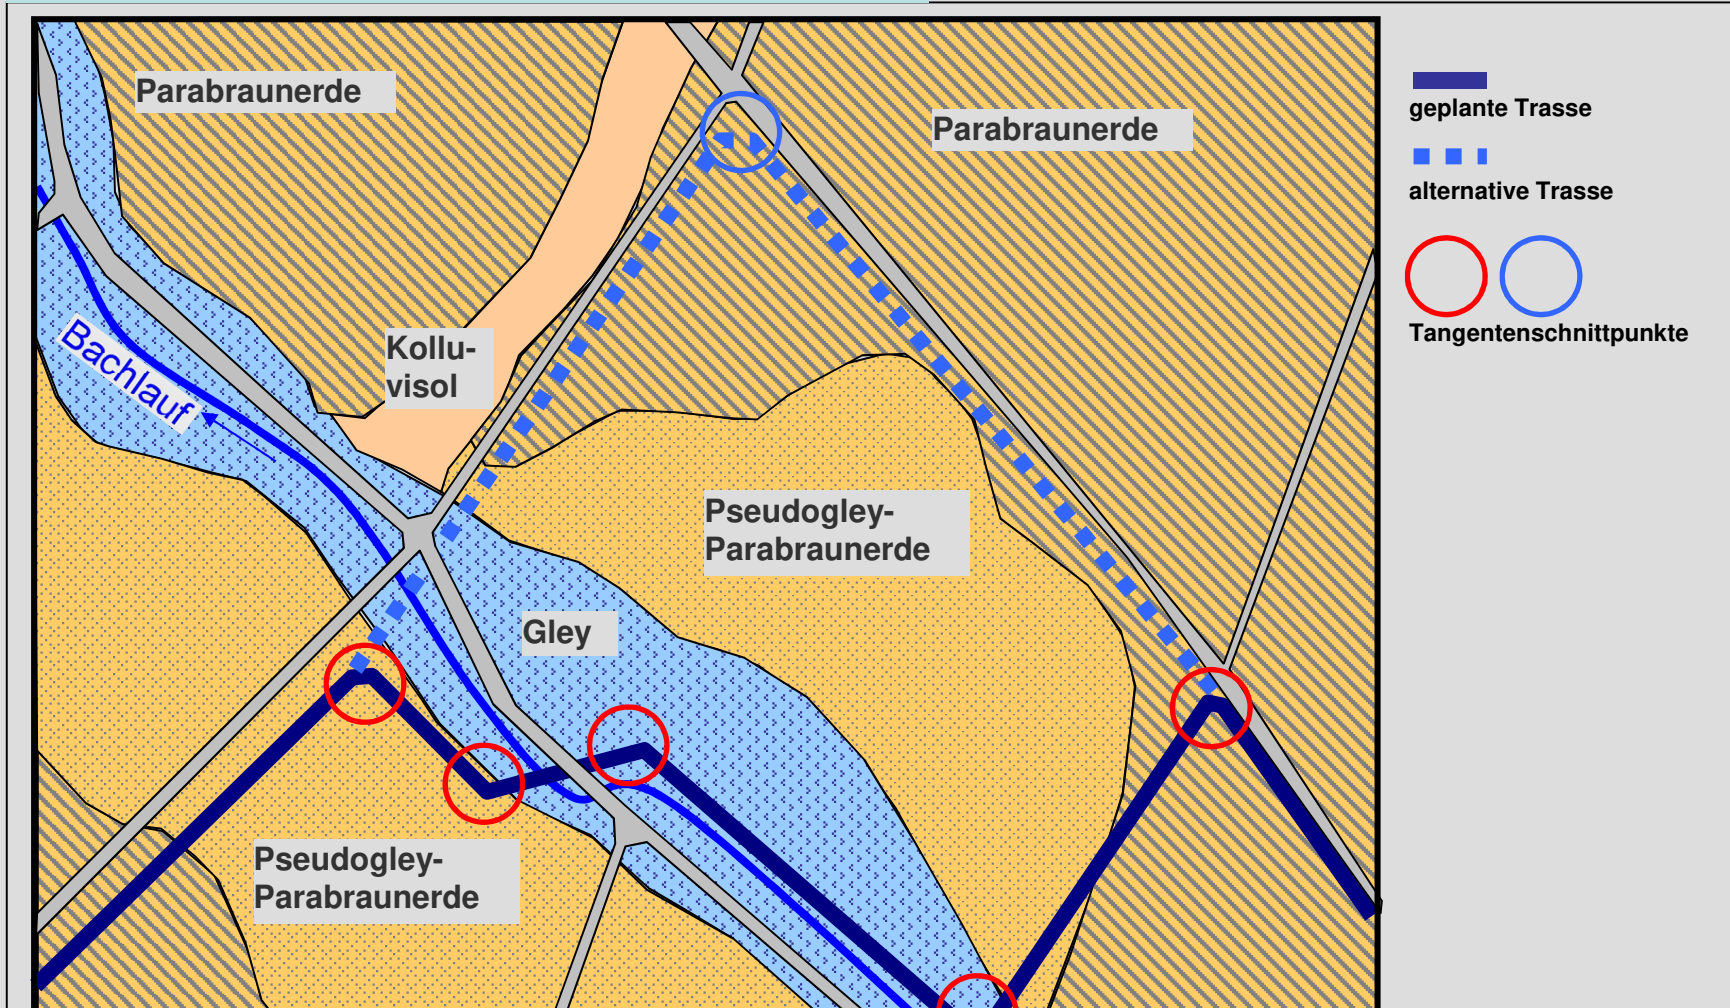 Parabraunerde
Parabraunerde
Kollu-
visol
Bachlauf
Pseudogley-
Parabraunerde
Gley
Pseudogley-
Parabraunerde
geplante Trasse
alternative Trasse
Tangentenschnittpunkte